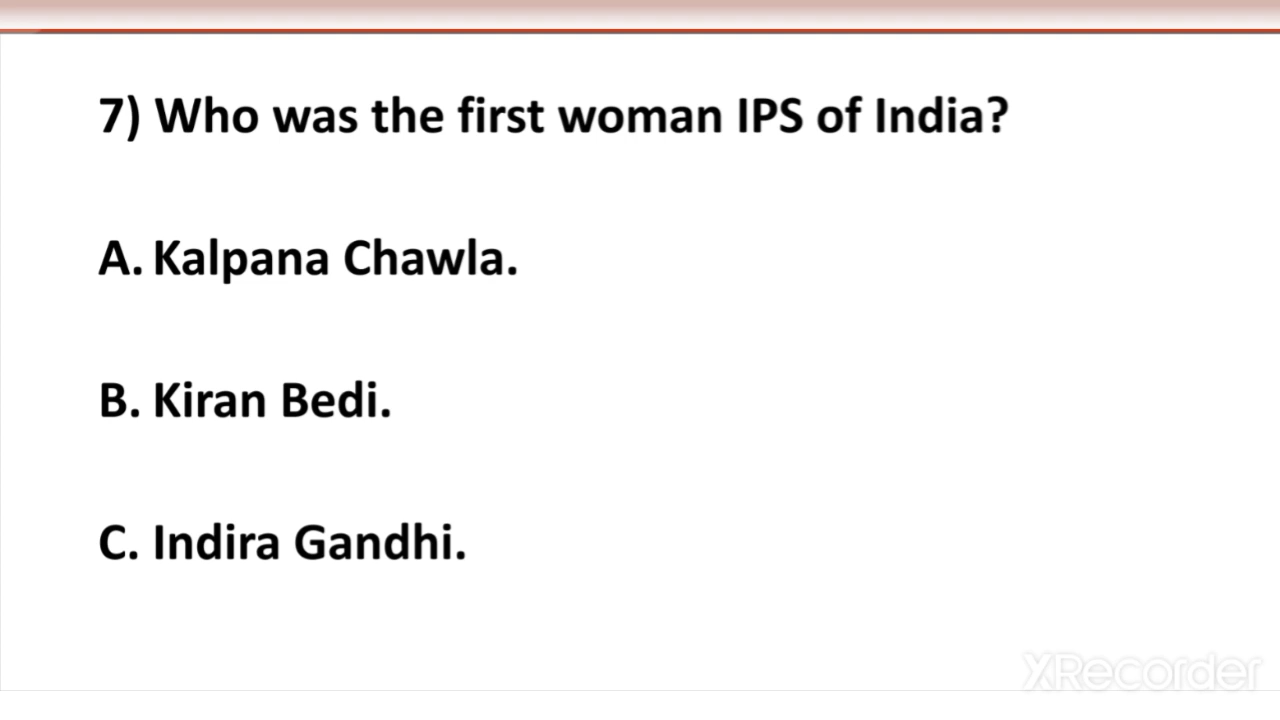 7) Who was the first woman IPS of India?
A. Kalpana Chawla.
B. Kiran Bedi.
C. Indira Gandhi.
XRecorder